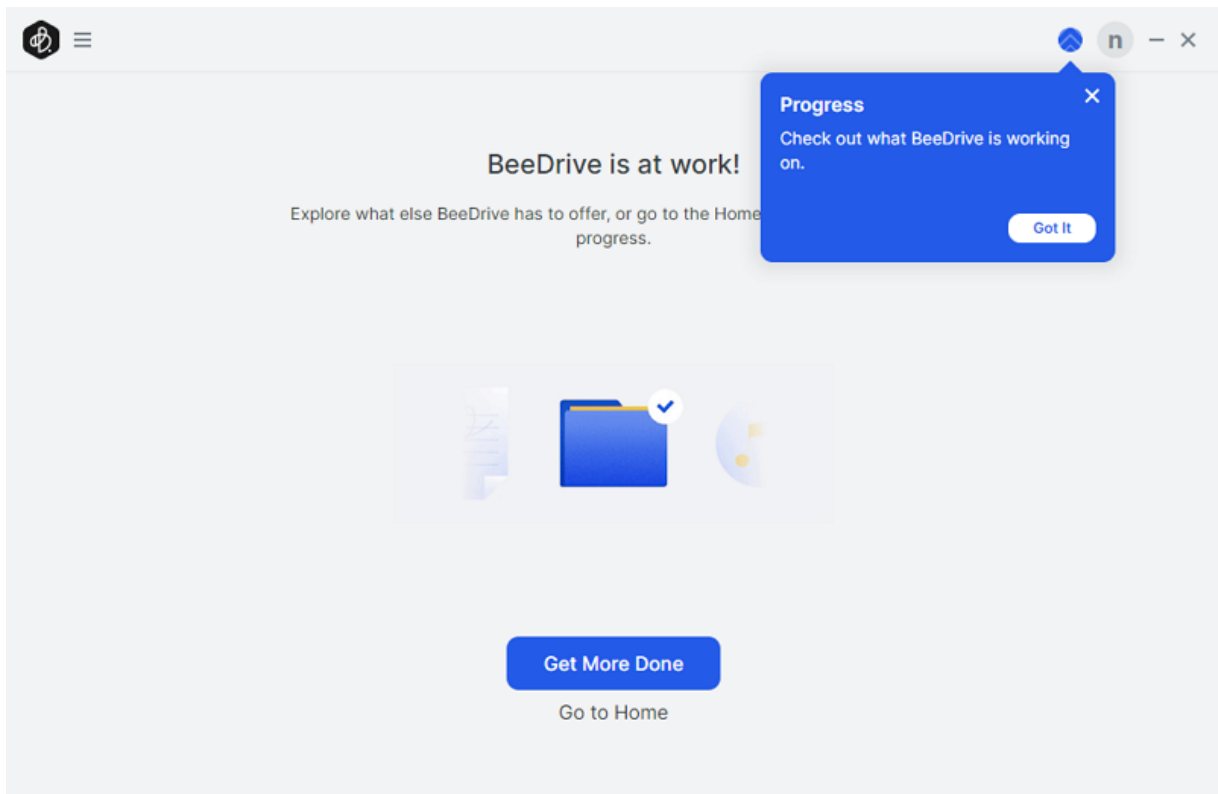 n
Progress
Check out what BeeDrive is working
on.
Got It
BeeDrive is at work!
Explore what else BeeDrive has to offer, or go to the Home
progress.
Get More Done
Go to Home